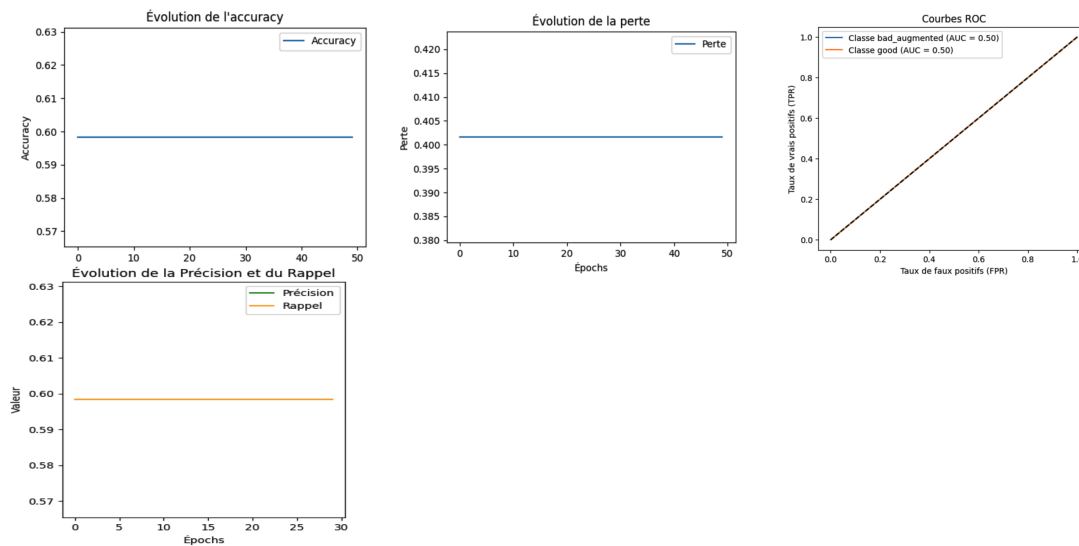 Évolution de l'accuracy
0.63
0.62
0.61
0.60
0.59
0.58
0.57
Accuracy
Accuracy
0 10 20 30 40 50
Évolution de la perte
0.420
0.415
0.410
0.405
0.400
0.395
0.390
0.385
0.380
Perte
Perte
0 10 20 30 40 50
Épochs
Courbes ROC
1.0
0.8
0.6
0.4
0.2
0.0
Taux de vrais positifs (TPR)
Classe bad_augmented (AUC = 0.50)
Classe good (AUC = 0.50)
0.0 0.2 0.4 0.6 0.8 1.0
Taux de faux positifs (FPR)
Évolution de la Précision et du Rappel
0.63
0.62
0.61
0.60
0.59
0.58
0.57
Valeur
Précision
Rappel
0 5 10 15 20 25 30
Épochs